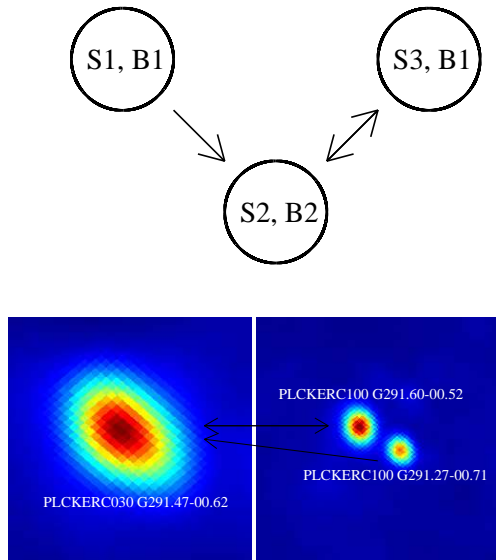 S1, B1
S3, B1
S2, B2
PLCKERC100 G291.60-00.52
PLCKERC100 G291.27-00.71
PLCKERC030 G291.47-00.62